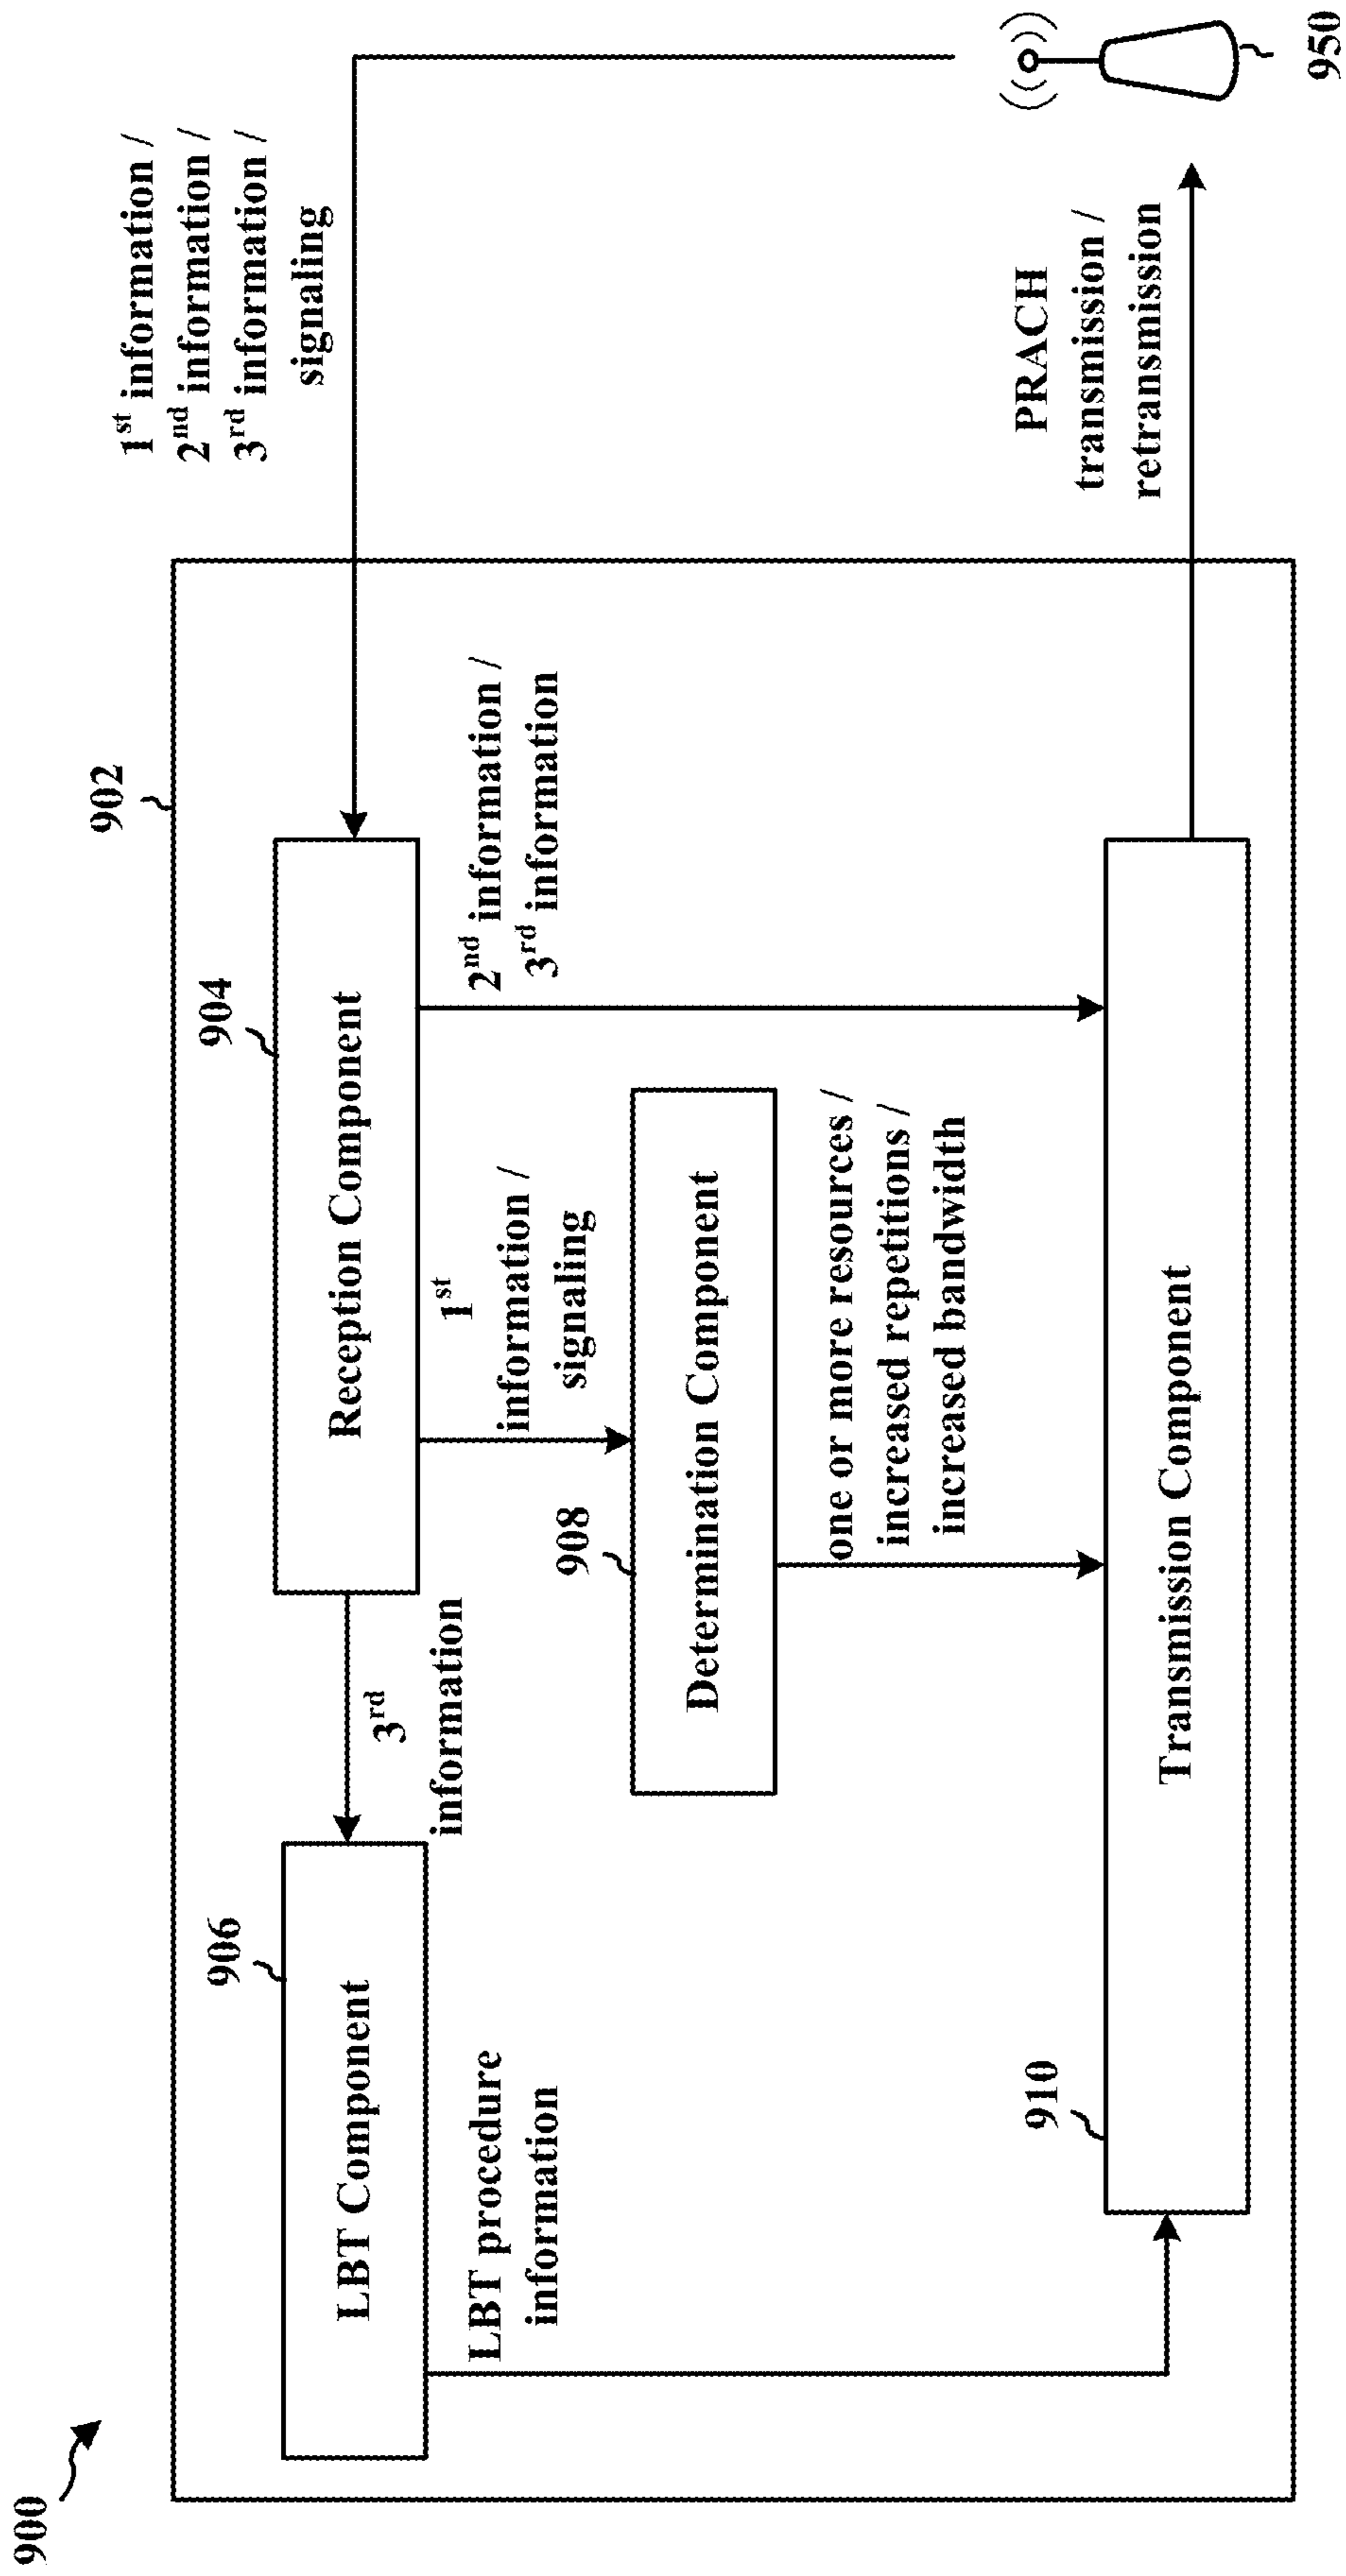 900
902
906
LBT Component
3rd
information
904
Reception Component
1st information /
2nd information /
3rd information /
signaling
LBT procedure
information
908
1st
information /
signaling
2nd information /
3rd information
Determination Component
one or more resources /
increased repetitions /
increased bandwidth
910
Transmission Component
PRACH
transmission /
retransmission
950